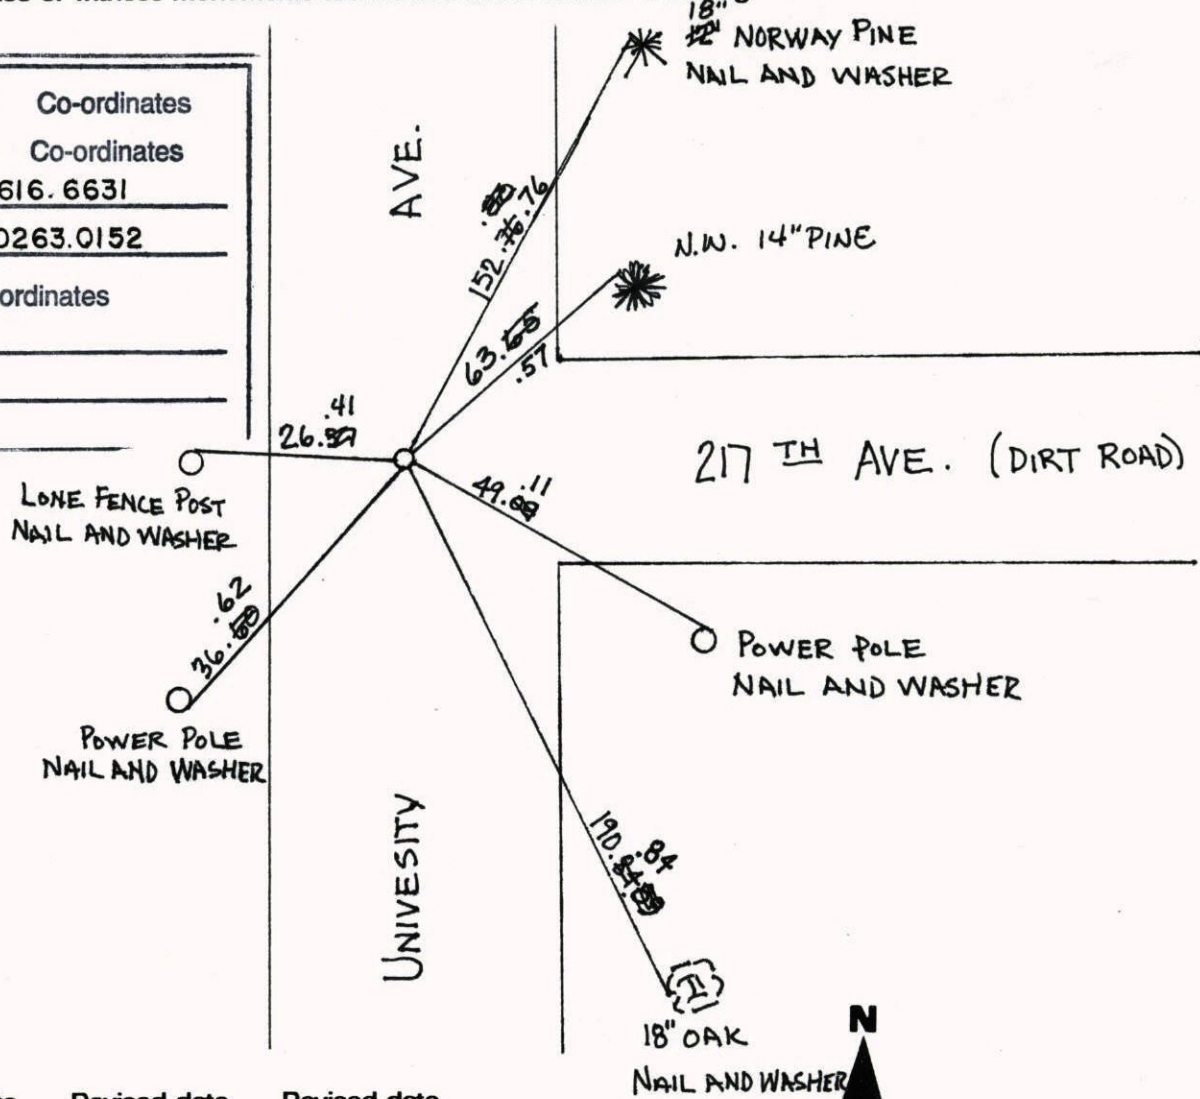 18"
12" NORWAY PINE
NAIL AND WASHER
Co-ordinates
Co-ordinates
616.6631
0263.0152
ordinates
AVE.
152.76
N.W. 14" PINE
63.65
.57
.41
26.
217 TH AVE. (DIRT ROAD)
LONE FENCE POST
NAIL AND WASHER
.11
49.
.62
36.60
POWER POLE
NAIL AND WASHER
POWER POLE
NAIL AND WASHER
UNIVESITY
190.84
18" OAK
NAIL AND WASHER
N
Revised date
Revised date